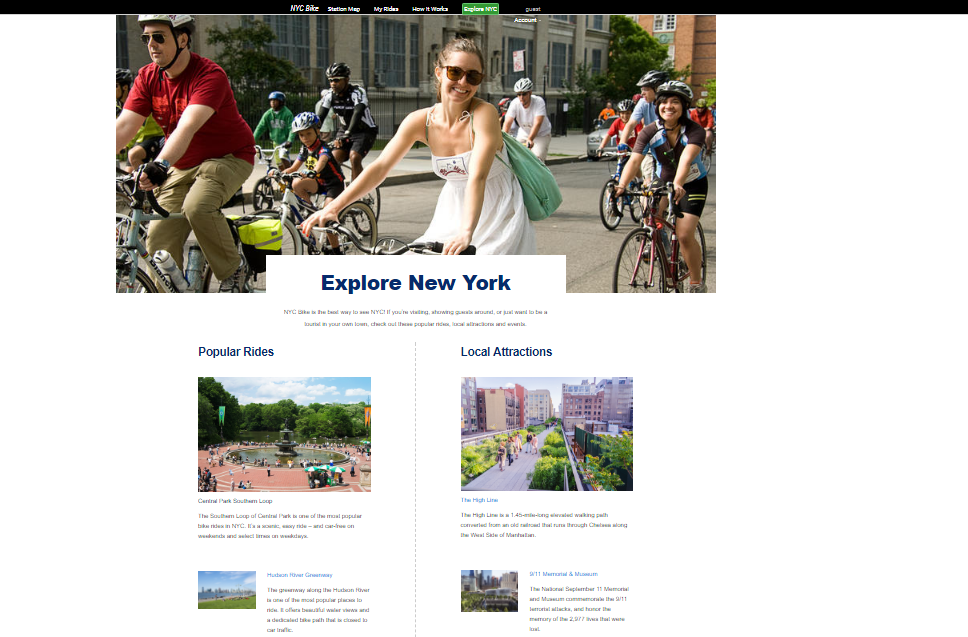 NYC Bike Station Map My Rides How It Works Explore NYC guest
Account
Explore New York
NYC Bike is the best way to see NYC! If you're visiting, showing guests around, or just want to be a
tourist in your own town, check out these popular rides, local attractions and events.
Popular Rides
Central Park Southern Loop
The Southern Loop of Central Park is one of the most popular
bike rides in NYC. It's a scenic, easy ride – and car-free on
weekends and select times on weekdays.
Hudson River Greenway
The greenway along the Hudson River
is one of the most popular places to
ride. It offers beautiful water views and
a dedicated bike path that is closed to
car traffic.
Local Attractions
The High Line
The High Line is a 1.45-mile-long elevated walking path
converted from an old railroad that runs through Chelsea along
the West Side of Manhattan.
9/11 Memorial & Museum
The National September 11 Memorial
and Museum commemorate the 9/11
terrorist attacks, and honor the
memory of the 2,977 lives that were
lost.